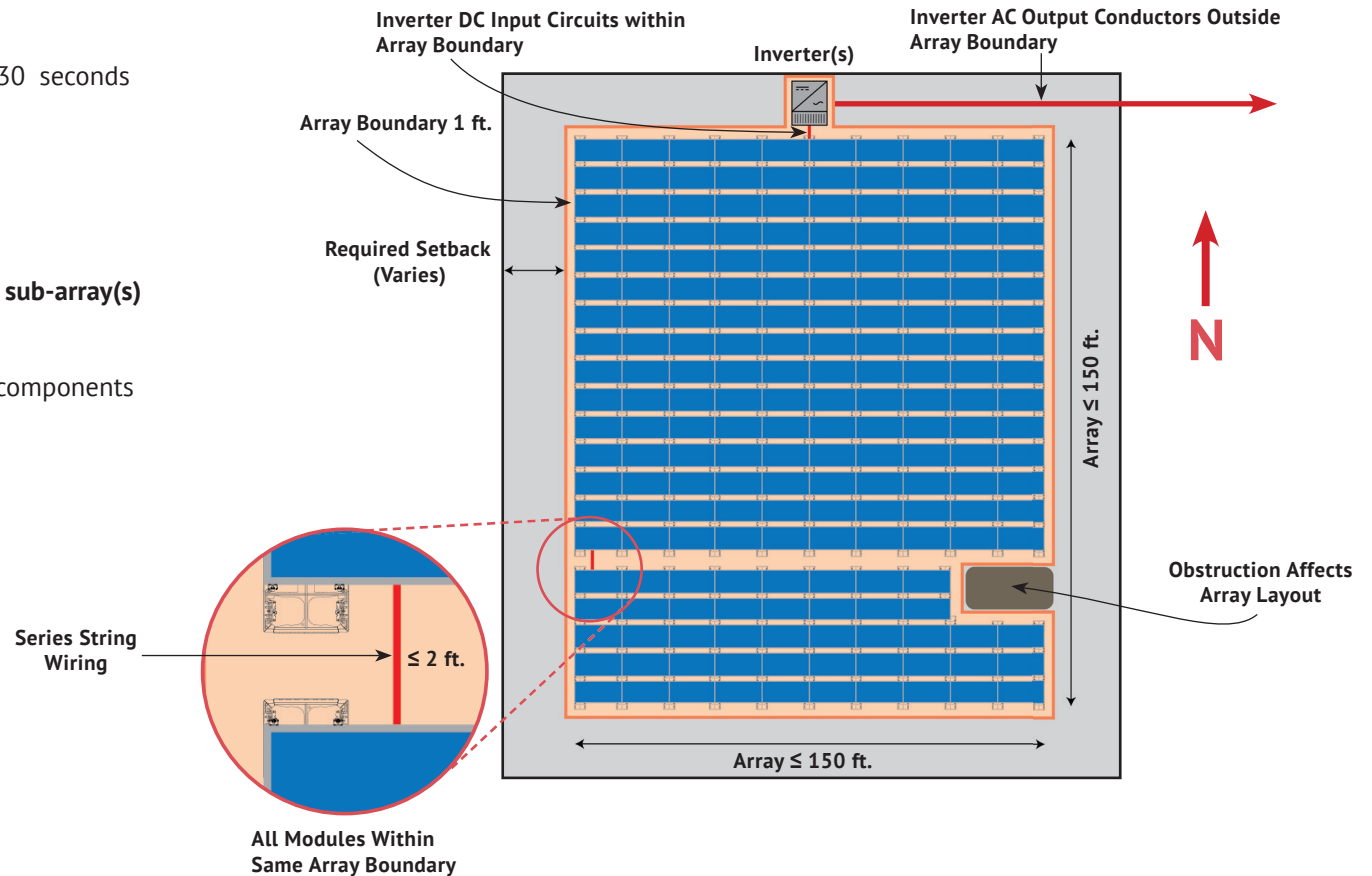 30 seconds
sub-array(s)
components
Inverter DC Input Circuits within
Array Boundary
Inverter(s)
Inverter AC Output Conductors Outside
Array Boundary
Array Boundary 1 ft.
Required Setback
(Varies)
Array ≤ 150 ft.
N
Obstruction Affects
Array Layout
Series String
Wiring
≤ 2 ft.
Array ≤ 150 ft.
All Modules Within
Same Array Boundary